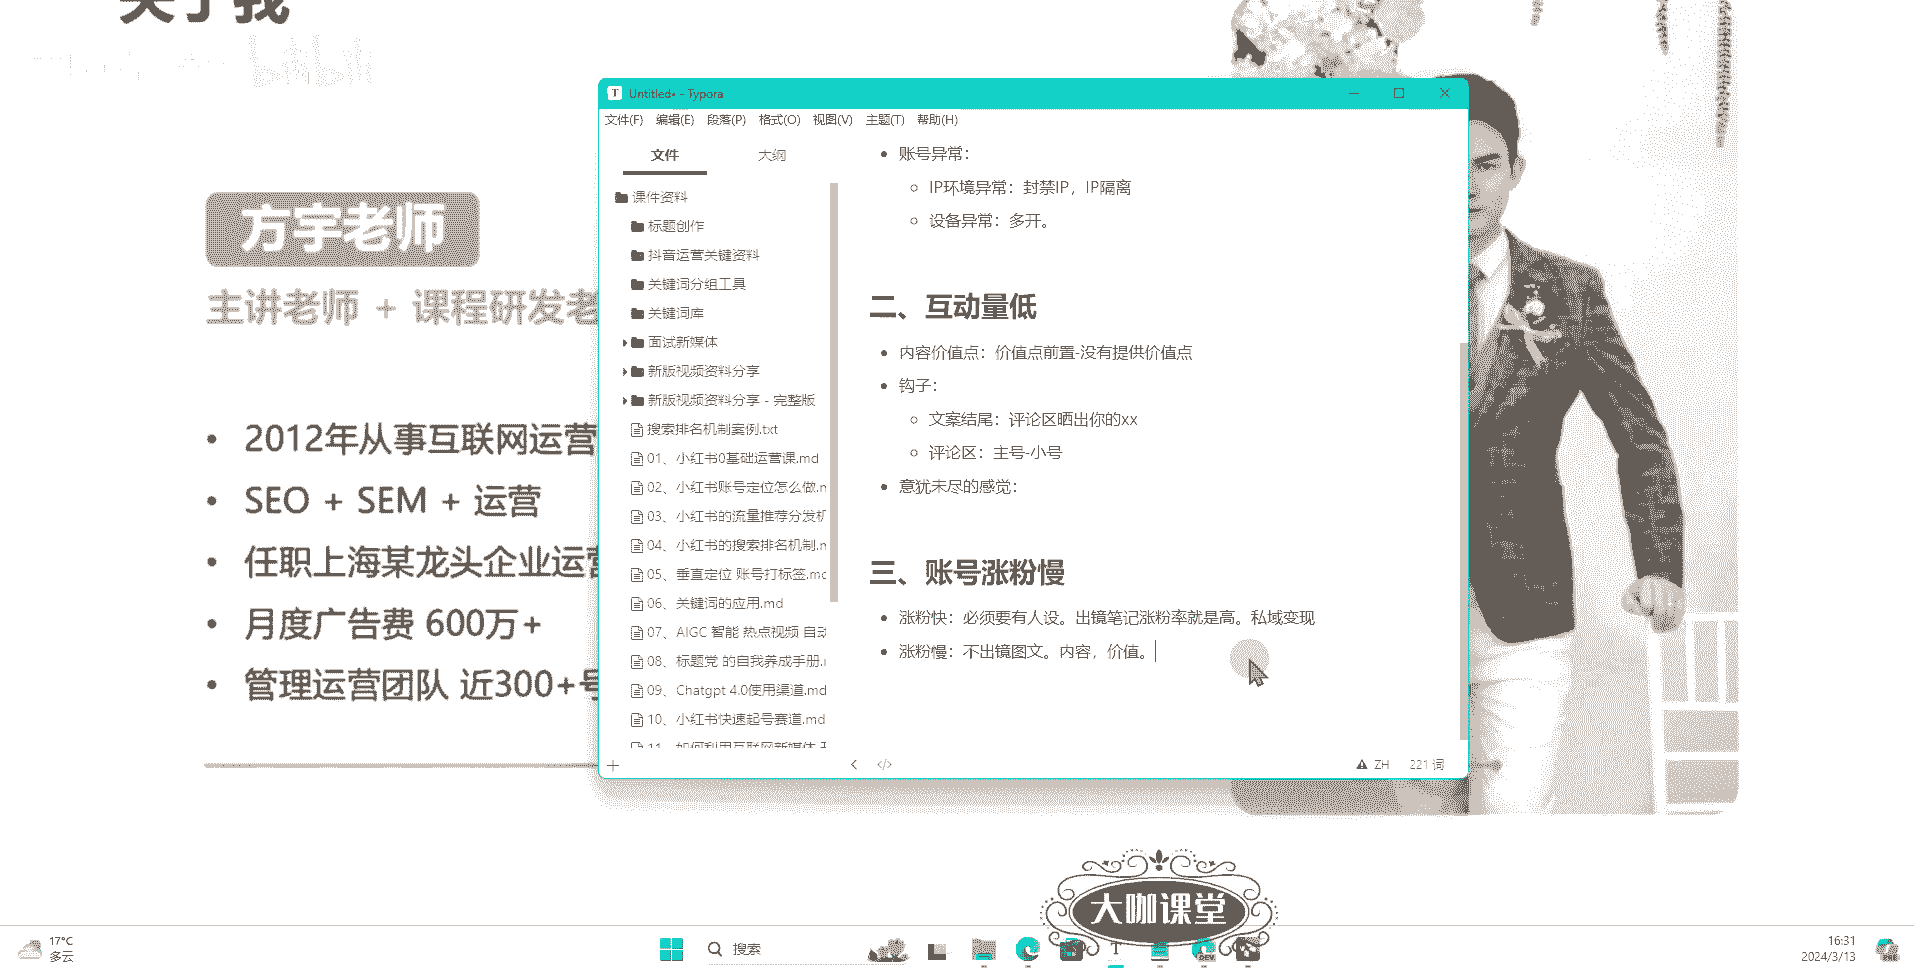 关于我
bilibili
方宇老师
主讲老师 + 课程研发老
2012年从事互联网运营
SEO + SEM + 运营
任职上海某龙头企业运营
月度广告费 600万+
管理运营团队 近300+号
Untitled• - Typora
文件(F) 编辑(E) 段落(P) 格式(O) 视图(V) 主题(T) 帮助(H)
文件 大纲
课件资料
标题创作
抖音运营关键资料
关键词分组工具
关键词库
面试新媒体
新版视频资料分享
新版视频资料分享 - 完整版
搜索排名机制案例.txt
01、小红书0基础运营课.md
02、小红书账号定位怎么做.m
03、小红书的流量推荐分发机
04、小红书的搜索排名机制.m
05、垂直定位 账号打标签.md
06、关键词的应用.md
07、AIGC 智能 热点视频 自动
08、标题党 的自我养成手册.m
09、Chatgpt 4.0使用渠道.md
10、小红书快速起号赛道.md
11、如何利用互联网新媒体
账号异常：
IP环境异常：封禁IP，IP隔离
设备异常：多开。
二、互动量低
内容价值点：价值点前置-没有提供价值点
钩子：
文案结尾：评论区晒出你的xx
评论区：主号-小号
意犹未尽的感觉：
三、账号涨粉慢
涨粉快：必须要有人设。出镜笔记涨粉率就是高。私域变现
涨粉慢：不出镜图文。内容，价值。
ZH 221 词
大咖课堂
17°C
多云
搜索
16:31
2024/3/13